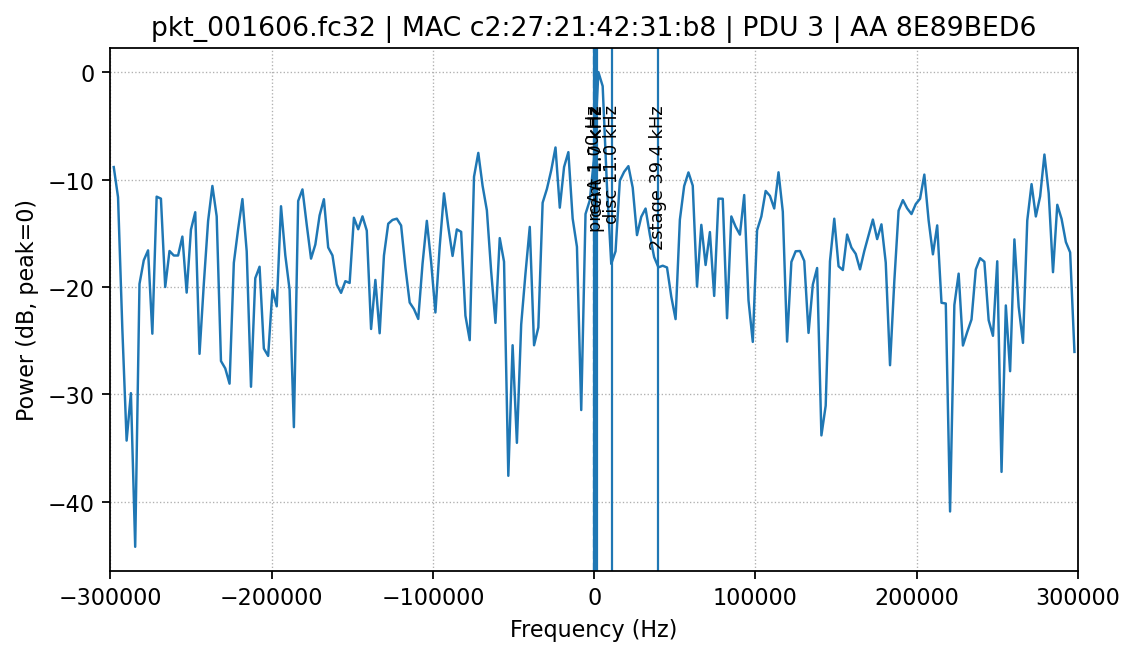 pkt_001606.fc32 | MAC c2:27:21:42:31:b8 | PDU 3 | AA 8E89BED6
Power (dB, peak=0)
0
−10
−20
−30
−40
disc 11.0 kHz
2stage 39.4 kHz
−300000
−200000
−100000
0
100000
200000
300000
Frequency (Hz)